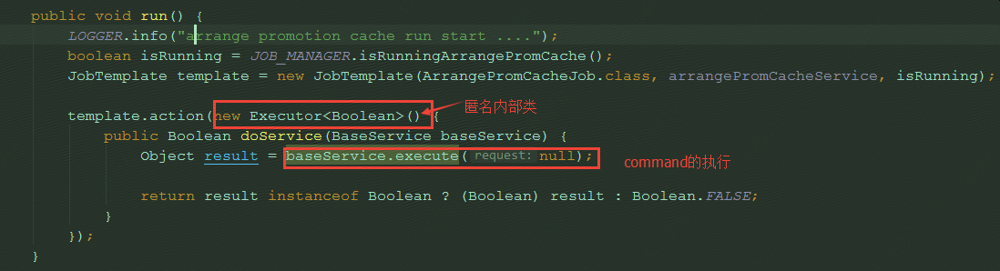 public void run() {
LOGGER.info("arrange promotion cache run start ....");
boolean isRunning = JOB_MANAGER.isRunningArrangePromCache();
JobTemplate template = new JobTemplate(ArrangePromCacheJob.class, arrangePromCacheService, isRunning);
template.action(new Executor<Boolean>() { 匿名内部类
public Boolean doService(BaseService baseService) {
Object result = baseService.execute( request: null); command的执行
return result instanceof Boolean ? (Boolean) result : Boolean.FALSE;
}
});
}